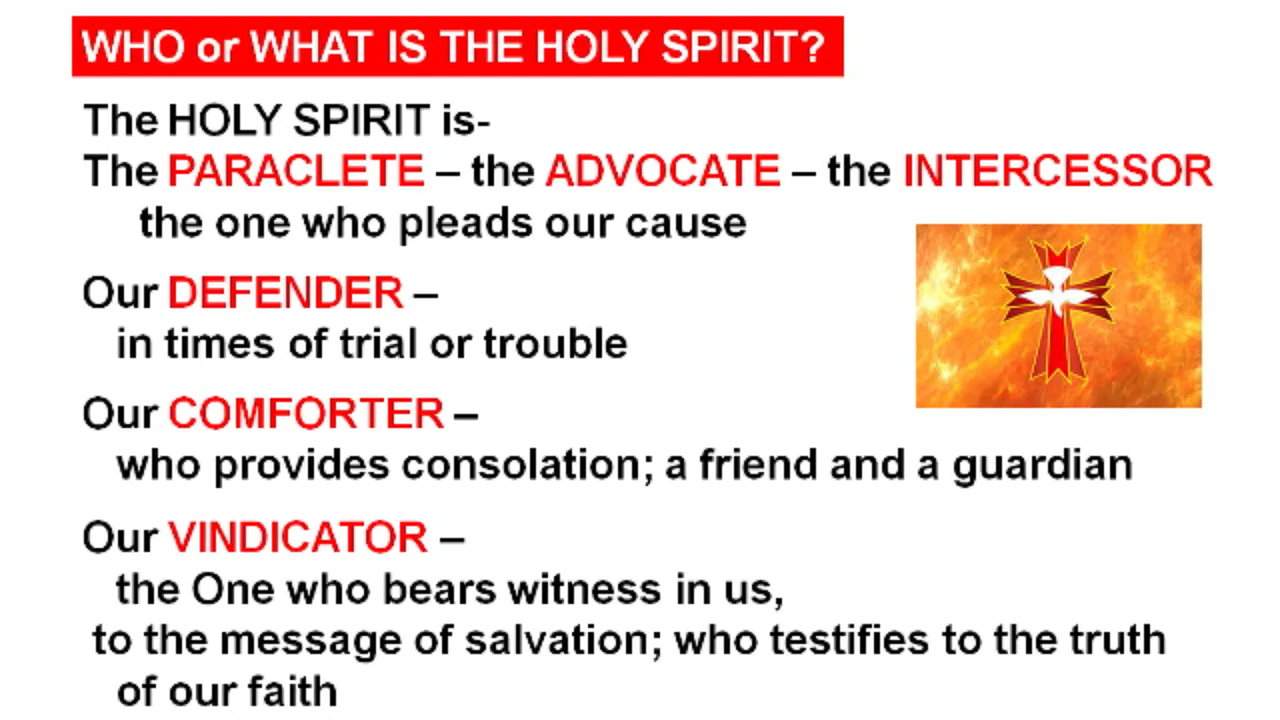 WHO or WHAT IS THE HOLY SPIRIT?
The HOLY SPIRIT is-
The PARACLETE – the ADVOCATE – the INTERCESSOR
the one who pleads our cause
Our DEFENDER –
in times of trial or trouble
Our COMFORTER –
who provides consolation; a friend and a guardian
Our VINDICATOR –
the One who bears witness in us,
to the message of salvation; who testifies to the truth
of our faith